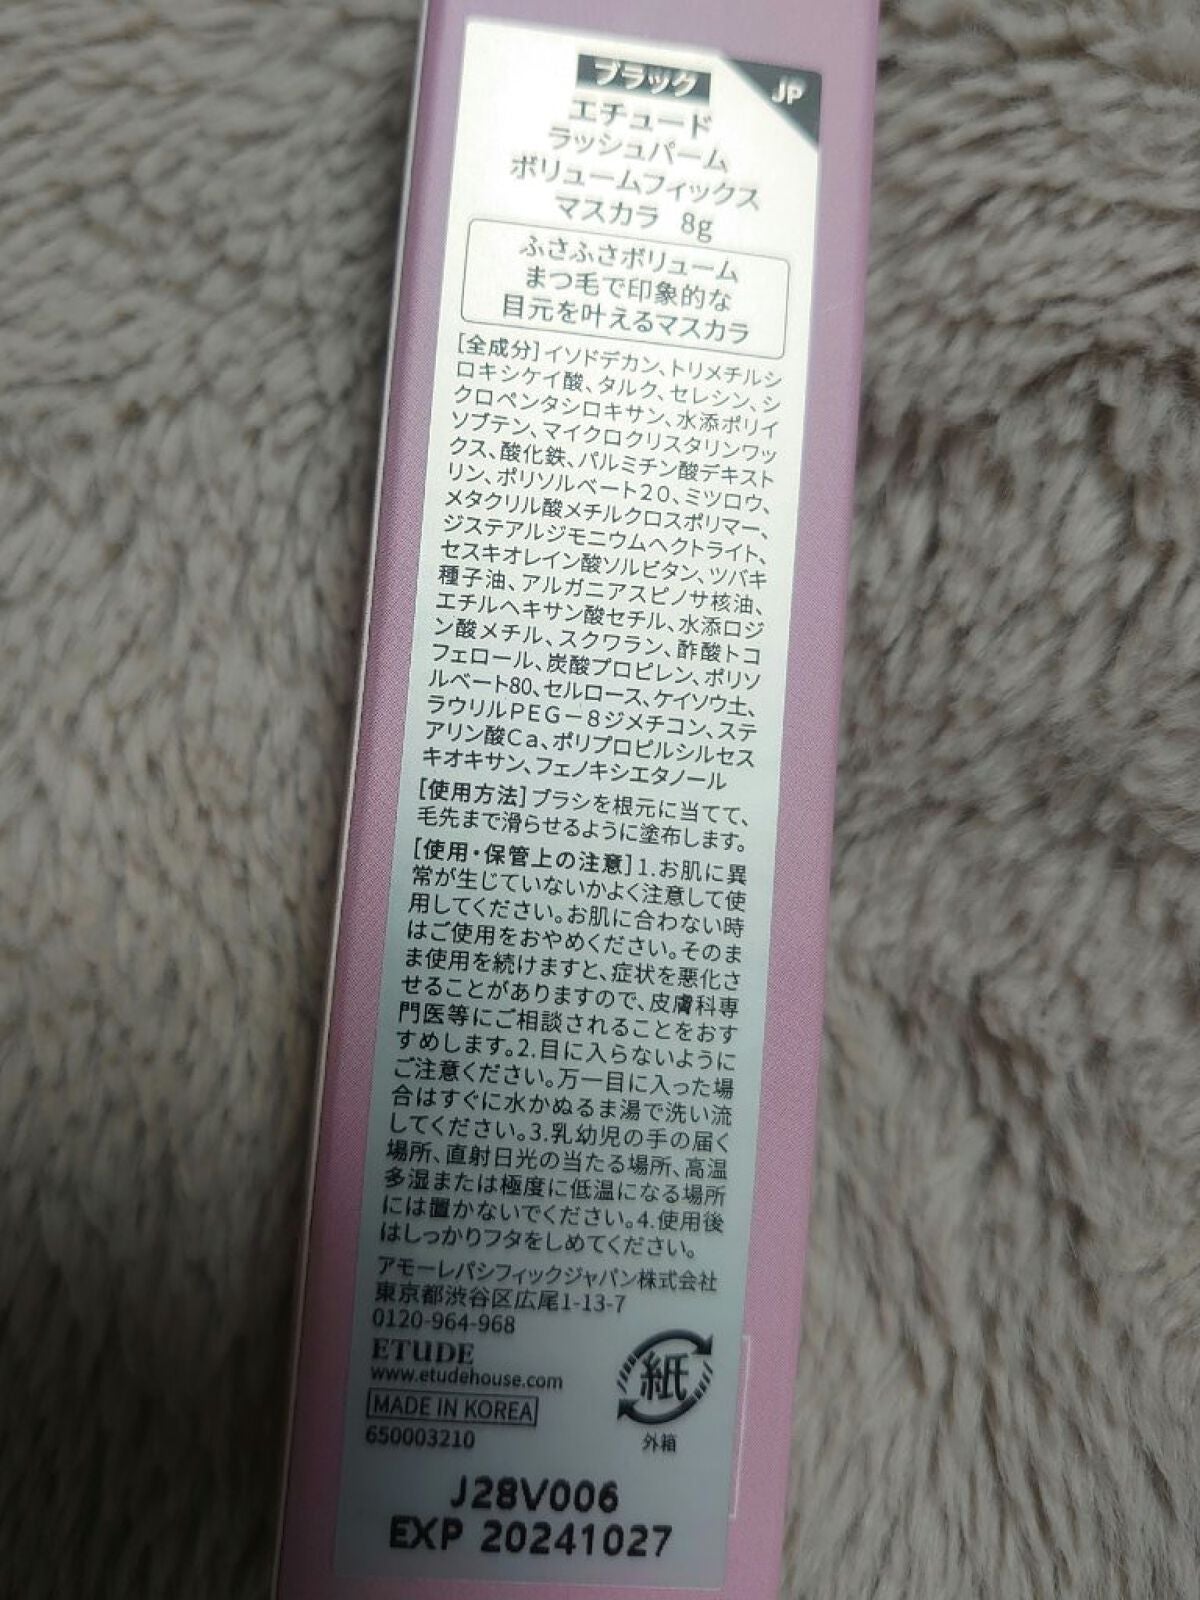 ブラック
JP
エチュード
ラッシュパーム
ボリュームフィックス
マスカラ 8g
ふさふさボリューム
まつ毛で印象的な
目元を叶えるマスカラ
[全成分]イソドデカン、トリメチルシ
ロキシケイ酸、タルク、セレシン、シ
クロペンタシロキサン、水添ポリイ
ソブテン、マイクロクリスタリンワッ
クス、酸化鉄、パルミチン酸デキスト
リン、ポリソルベート20、ミツロウ、
メタクリル酸メチルクロスポリマー、
ジステアルジモニウムヘクトライト、
セスキオレイン酸ソルビタン、ツバキ
種子油、アルガニアスピノサ核油、
エチルヘキサン酸セチル、水添ロジ
ン酸メチル、スクワラン、酢酸トコ
フェロール、炭酸プロピレン、ポリソ
ルベート80、セルロース、ケイソウ土、
ラウリルPEG－8ジメチコン、ステ
アリン酸Ca、ポリプロピルシルセス
キオキサン、フェノキシエタノール
[使用方法]ブラシを根元に当てて、
毛先まで滑らせるように塗布します。
[使用・保管上の注意]1.お肌に異
常が生じていないかよく注意して使
用してください。お肌に合わない時
はご使用をおやめください。そのま
ま使用を続けますと、症状を悪化さ
せることがありますので、皮膚科専
門医等にご相談されることをおす
すめします。2.目に入らないように
ご注意ください。万一目に入った場
合はすぐに水かぬるま湯で洗い流
してください。3.乳幼児の手の届く
場所、直射日光の当たる場所、高温
多湿または極度に低温になる場所
には置かないでください。4.使用後
はしっかりフタをしめてください。
アモーレパシフィックジャパン株式会社
東京都渋谷区広尾1-13-7
0120-964-968
ETUDE
www.etudehouse.com
MADE IN KOREA
650003210
紙
外箱
J28V006
EXP 20241027